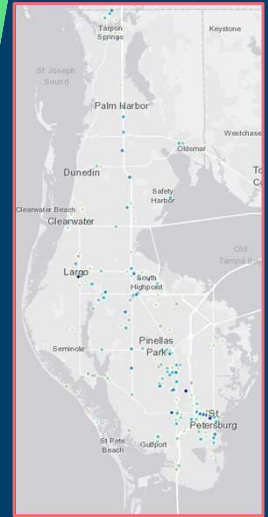 Tarpon
Springs
Keystone
St Joseph
Sound
Palm Harbor
Westchase
Oldsmar
Dunedin
Safety
Harbor
Clearwater Beach
Clearwater
Old
Tampa Ba
Largo
South
Highpoint
Pinellas
Park
Seminole
St
Petersburg
St Pete
Beach
Gulfport